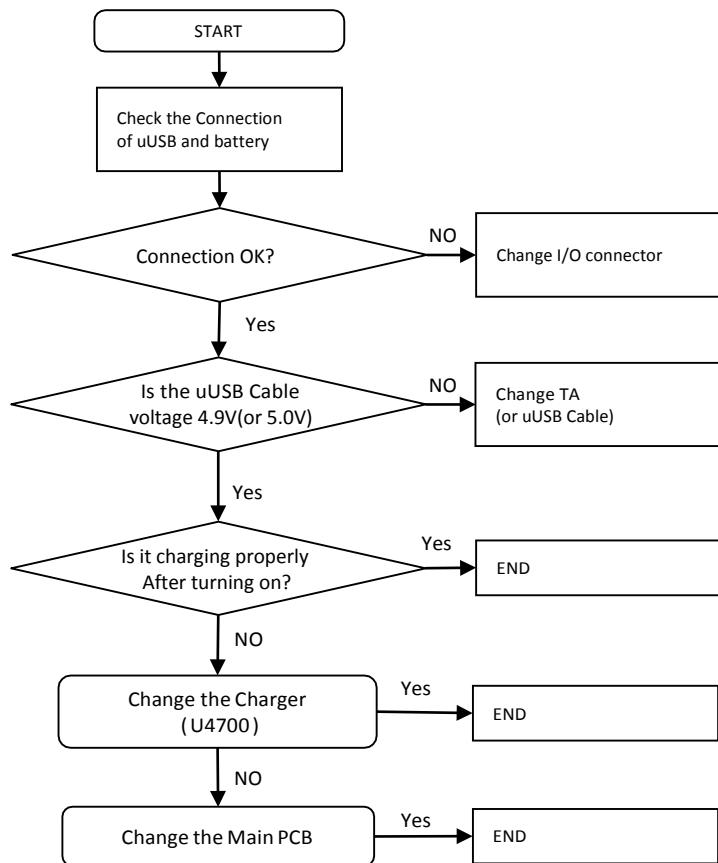 START
Check the Connection
of uUSB and battery
Connection OK?
NO
Change I/O connector
Yes
Is the uUSB Cable
voltage 4.9V(or 5.0V)
NO
Change TA
(or uUSB Cable)
Yes
Is it charging properly
After turning on?
Yes
END
NO
Change the Charger
(U4700)
Yes
END
NO
Change the Main PCB
Yes
END